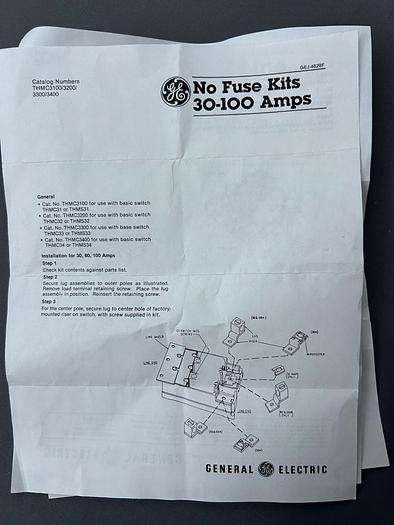 GEJ-4629F
Catalog Numbers
THMC3100/3200/
3300/3400
No Fuse Kits
30-100 Amps
General
• Cat. No. THMC3100 for use with basic switch
THMC31 or THMS31
• Cat. No. THMC3200 for use with basic switch
THMC32 or THMS32
• Cat. No. THMC3300 for use with base switch
THMC33 or THMS33
• Cat. No. THMC3400 for use with basic switch
THMC34 or THMS34
Installation for 30, 60, 100 Amps
Step 1
Check kit contents against parts list.
Step 2
Secure lug assemblies to outer poles as illustrated.
Remove load terminal retaining screw. Place the lug
assembly in position. Reinsert the retaining screw.
Step 3
For the center pole, secure lug to center hole of factory-
mounted riser on switch, with screw supplied in kit.
LINE SHIELD
LINE END
LUG
GENERAL ELECTRIC